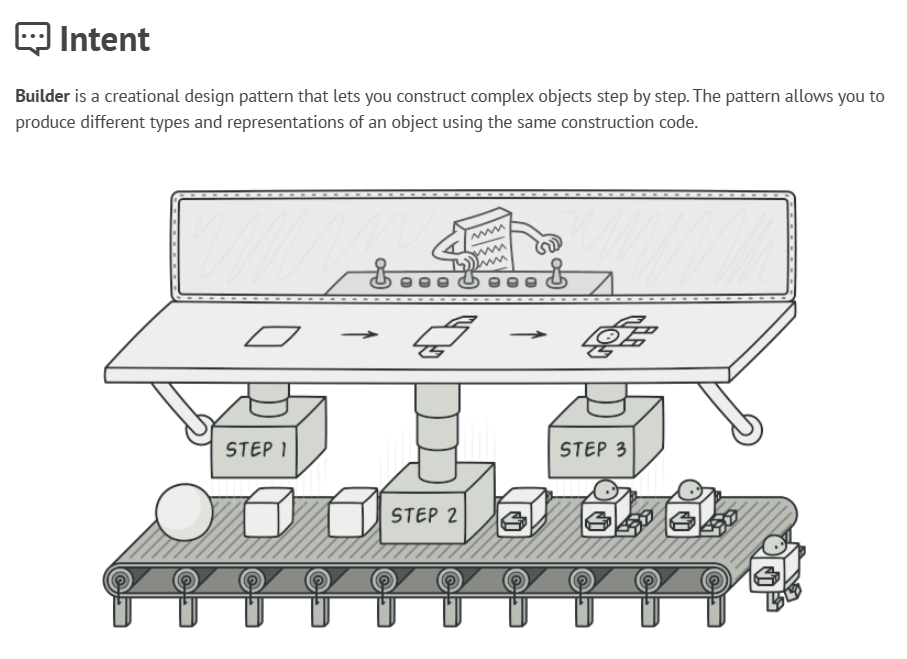 Intent
Builder is a creational design pattern that lets you construct complex objects step by step. The pattern allows you to
produce different types and representations of an object using the same construction code.
STEP 1
STEP 2
STEP 3